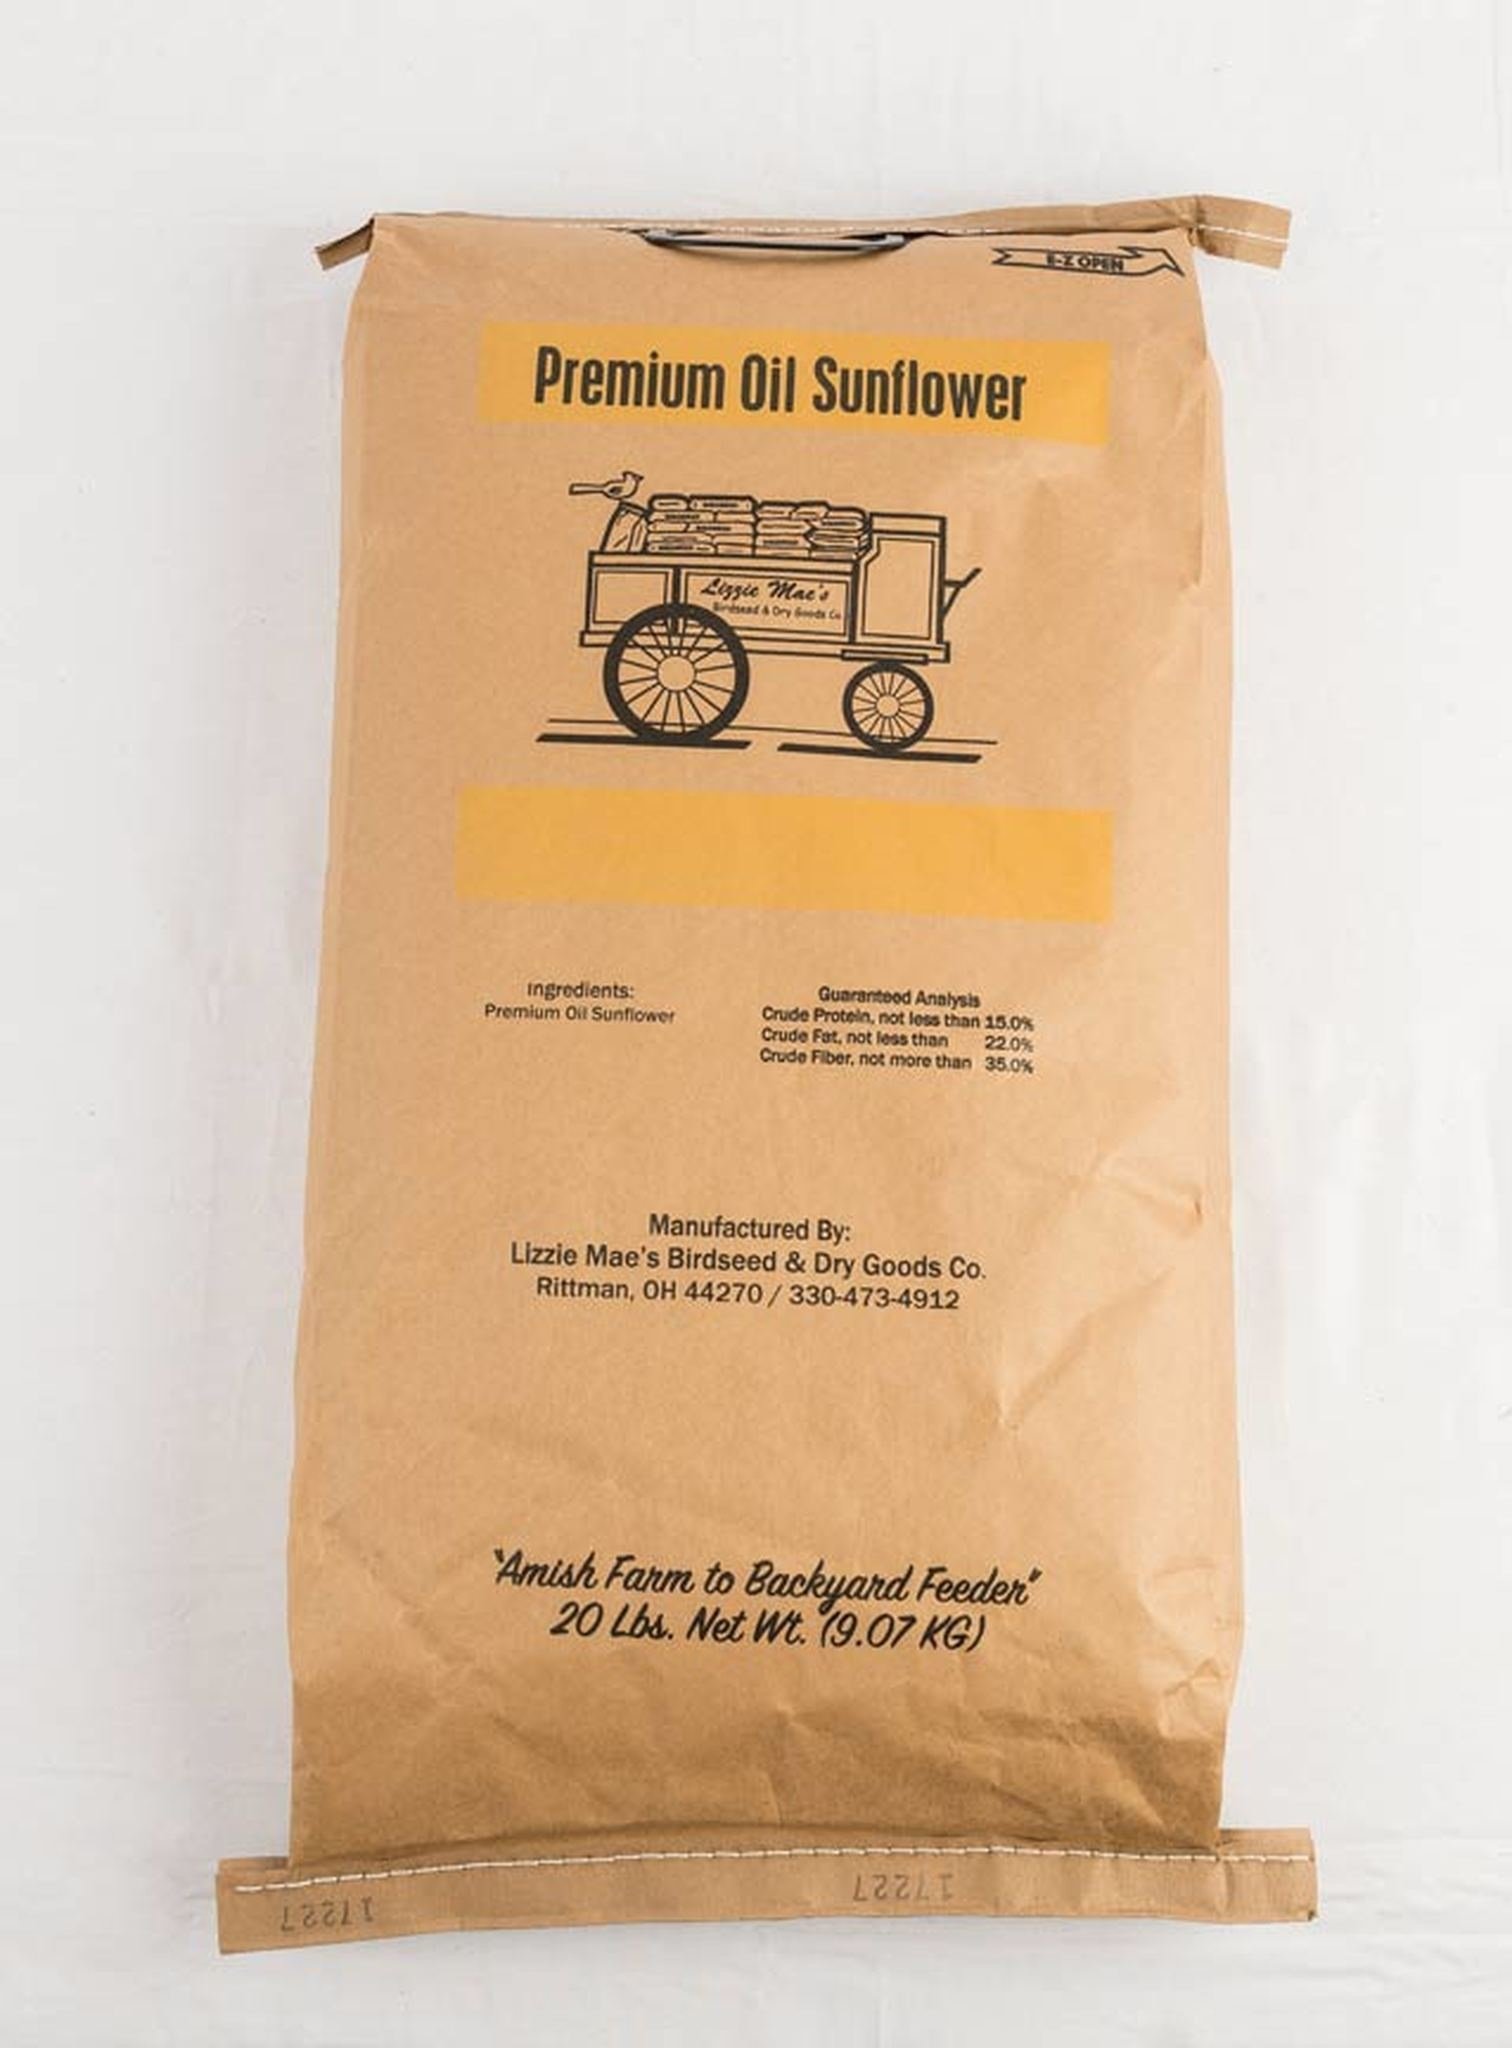 E-Z OPEN
Premium Oil Sunflower
Lizzie Mae's
Birdseed & Dry Goods Co.
Ingredients:
Premium Oil Sunflower
Guaranteed Analysis
Crude Protein, not less than 15.0%
Crude Fat, not less than 22.0%
Crude Fiber, not more than 35.0%
Manufactured By:
Lizzie Mae's Birdseed & Dry Goods Co.
Rittman, OH 44270 / 330-473-4912
"Amish Farm to Backyard Feeder"
20 Lbs. Net Wt. (9.07 KG)
17227
17227